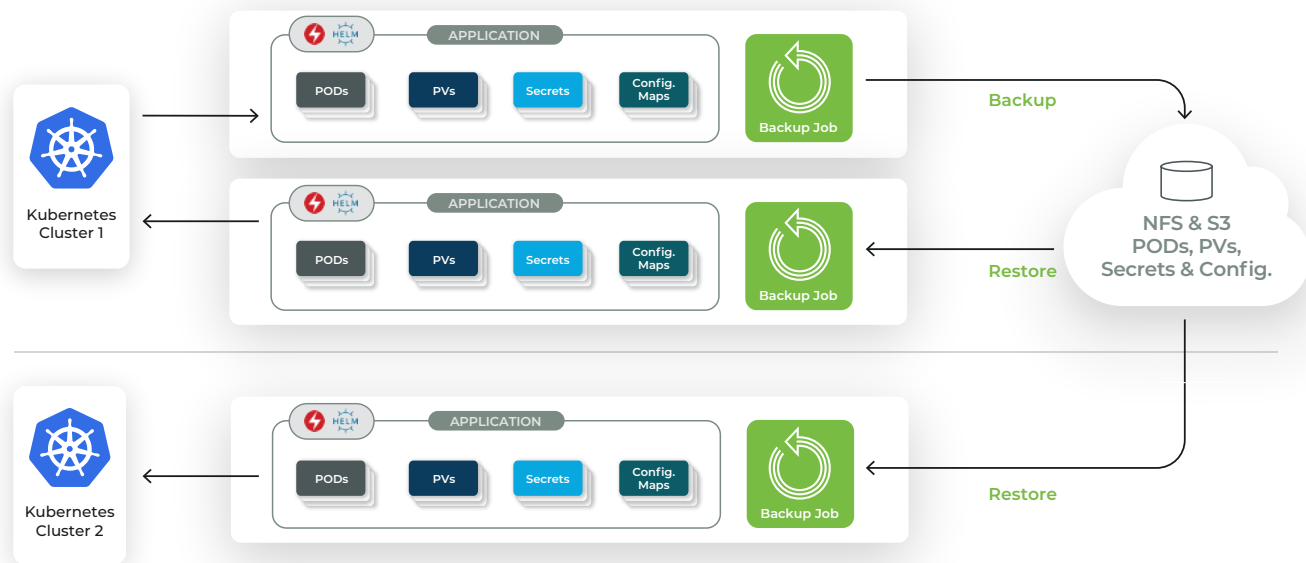 HELM
APPLICATION
PODs
PVs
Secrets
Config.
Maps
Backup Job
Backup
Kubernetes
Cluster 1
HELM
APPLICATION
PODs
PVs
Secrets
Config.
Maps
Backup Job
Restore
NFS & S3
PODs, PVs,
Secrets & Config.
Kubernetes
Cluster 2
HELM
APPLICATION
PODs
PVs
Secrets
Config.
Maps
Backup Job
Restore